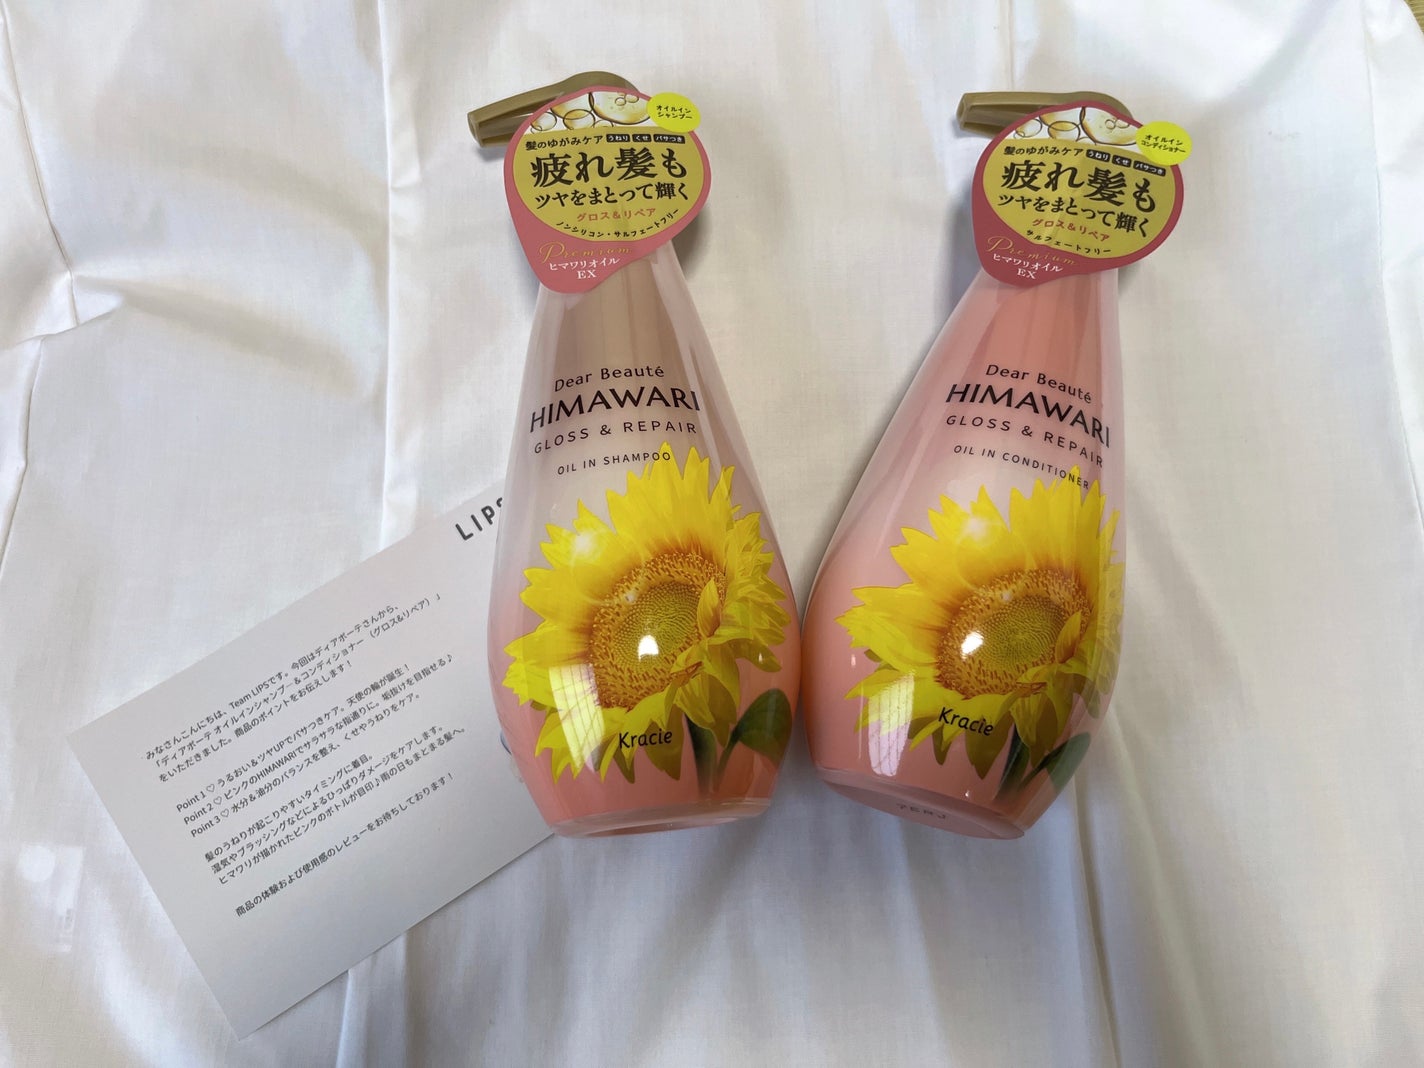 オイルイン
シャンプー
髪のゆがみケア うねり くせ パサつき
疲れ髪も
ツヤをまとって輝く
グロス&リペア
ノンシリコン・サルフェートフリー
Premium
ヒマワリオイル
EX
Dear Beauté
HIMAWARI
GLOSS & REPAIR
OIL IN SHAMPOO
Kracie
オイルイン
コンディショナー
髪のゆがみケア うねり くせ パサつき
疲れ髪も
ツヤをまとって輝く
グロス&リペア
サルフェートフリー
Premium
ヒマワリオイル
EX
Dear Beauté
HIMAWARI
GLOSS & REPAIR
OIL IN CONDITIONER
Kracie
LIPS
みなさんこんにちは、Team LIPSです。今回はディアボーテさんから、
「ディアボーテ オイルインシャンプー&コンディショナー（グロス&リペア）」
をいただきました。商品のポイントをお伝えします！
Point 1 ♡ うるおい&ツヤUPでパサつきケア。天使の輪が誕生！
Point 2 ♡ ピンクのHIMAWARIでサラサラな指通りに。垢抜けを目指せる♪
Point 3 ♡ 水分&油分のバランスを整え、くせやうねりをケア。
髪のうねりが起こりやすいタイミングに着目。
湿気やブラッシングなどによるひっぱりダメージをケアします。
ヒマワリが描かれたピンクのボトルが目印♪雨の日もまとまる髪へ。
商品の体験および使用感のレビューをお待ちしております！